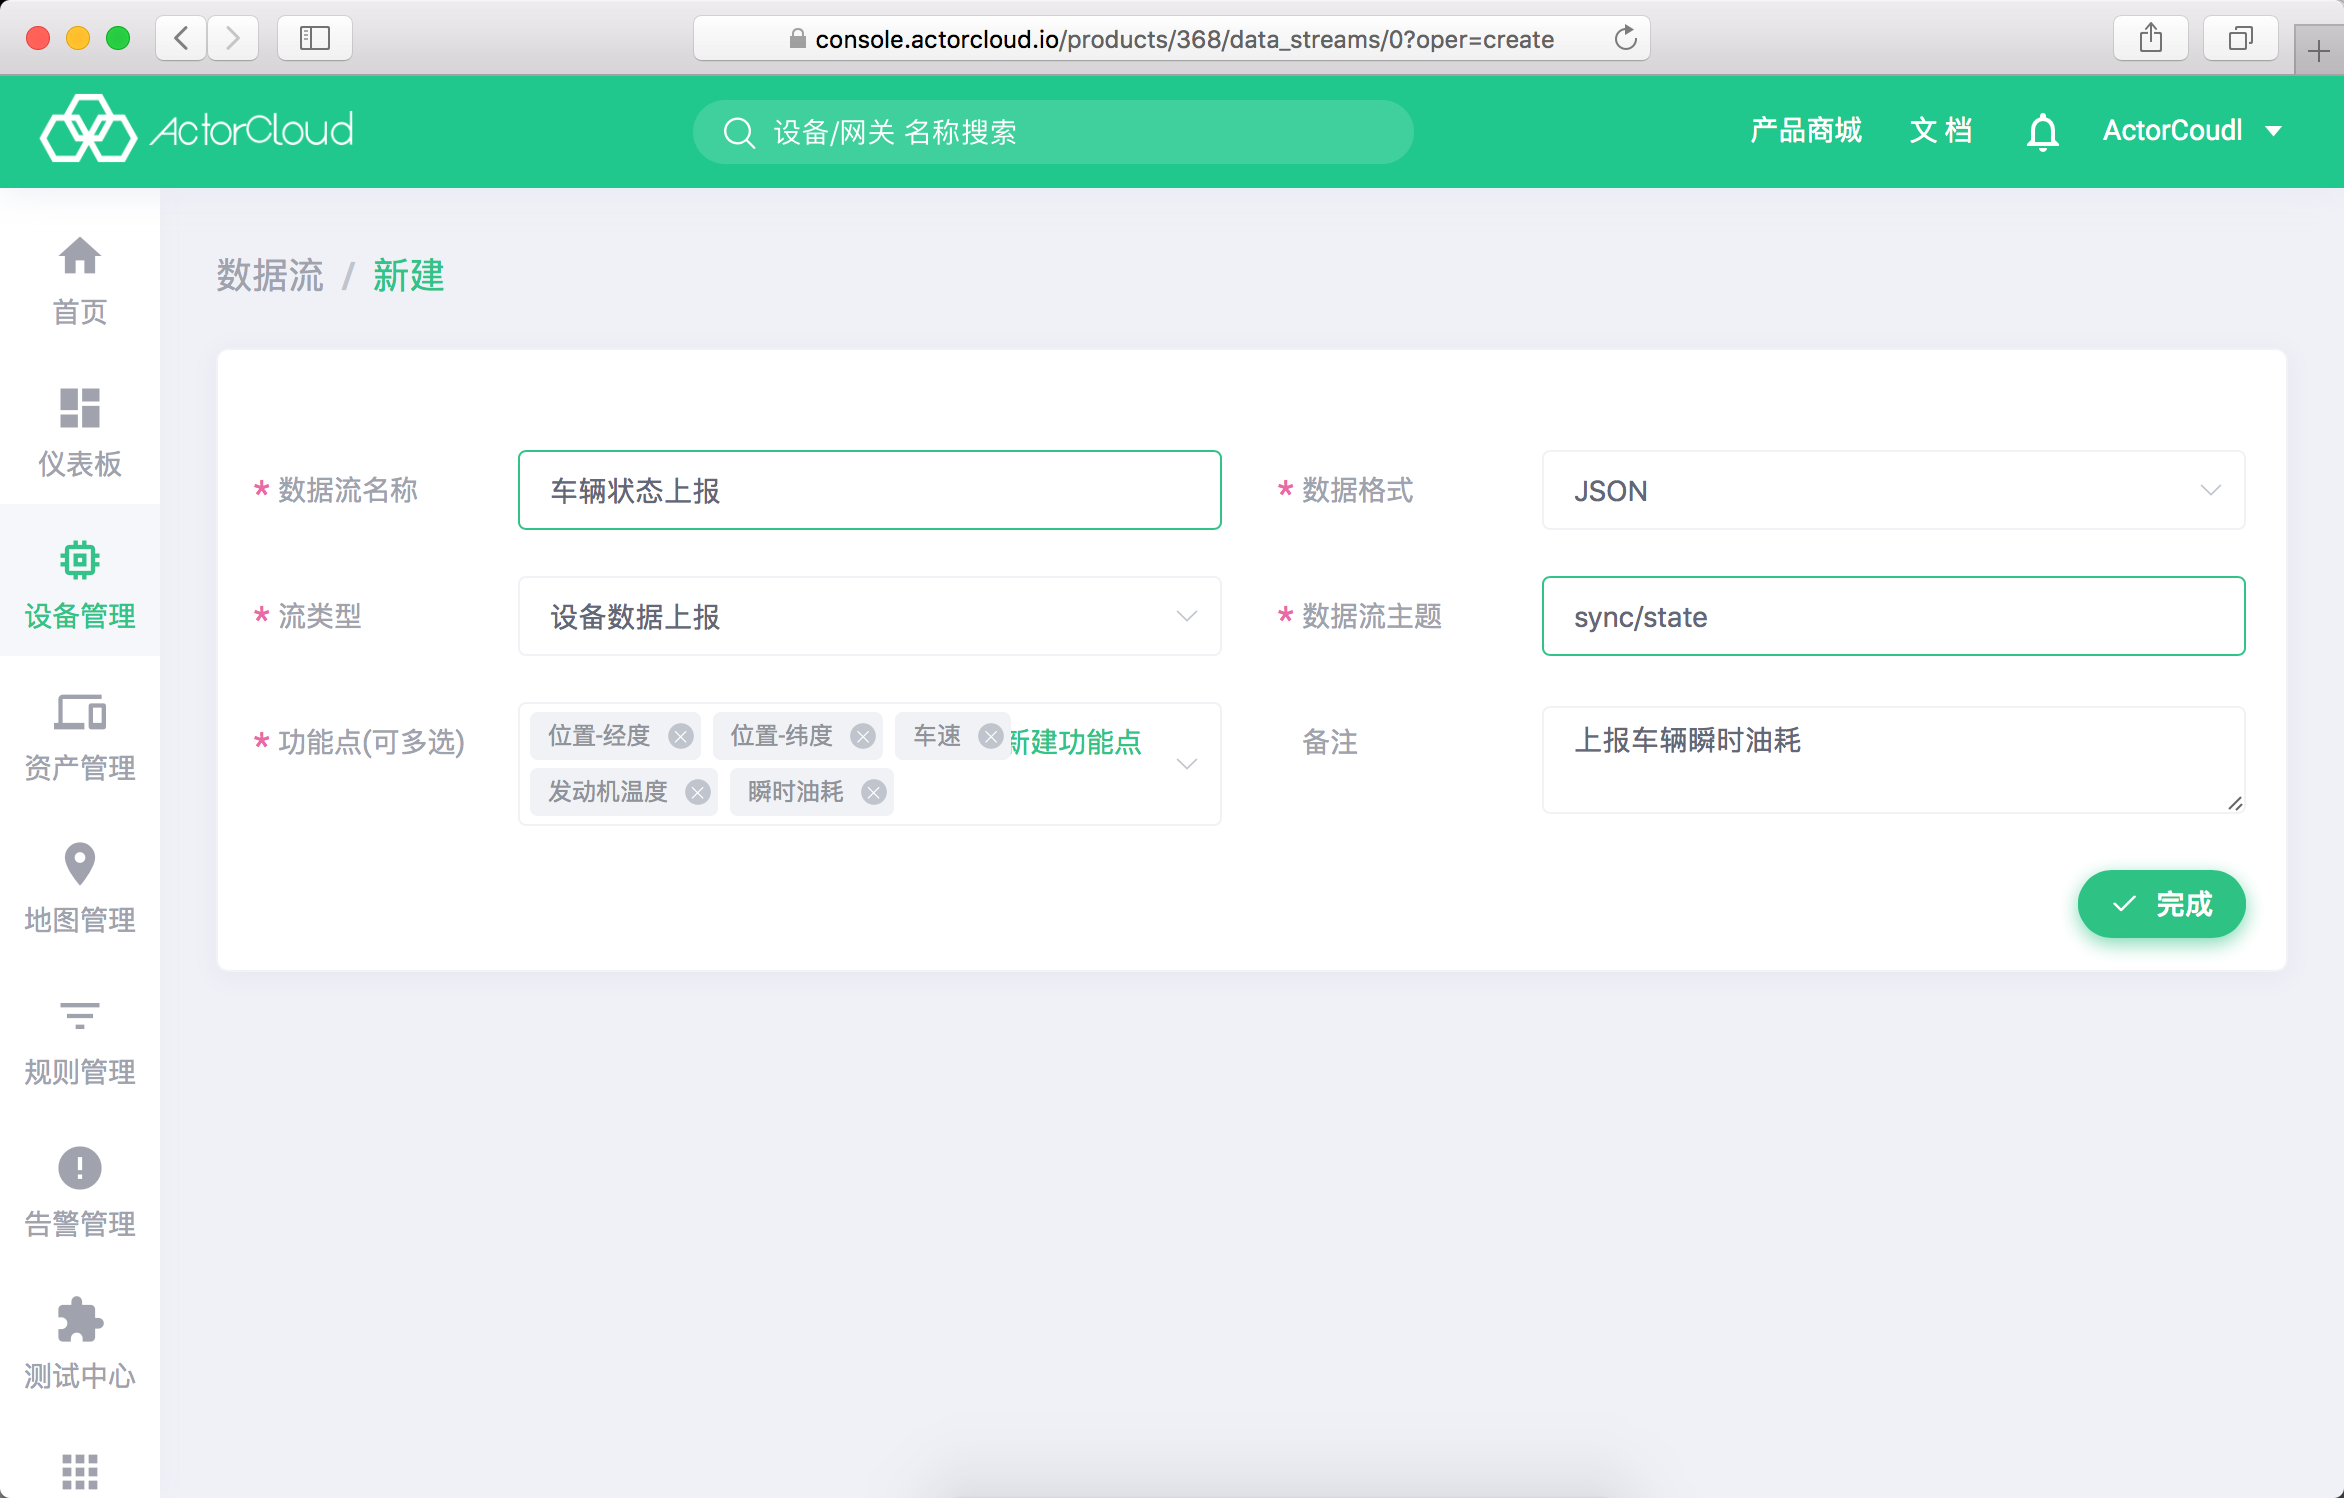 console.actorcloud.io/products/368/data_streams/0?oper=create
ActorCloud
设备/网关 名称搜索
产品商城
文 档
ActorCoudl
首页
仪表板
设备管理
资产管理
地图管理
规则管理
告警管理
测试中心
数据流 / 新建
* 数据流名称
车辆状态上报
* 数据格式
JSON
* 流类型
设备数据上报
* 数据流主题
sync/state
* 功能点(可多选)
位置-经度
位置-纬度
车速
新建功能点
发动机温度
瞬时油耗
备注
上报车辆瞬时油耗
完成